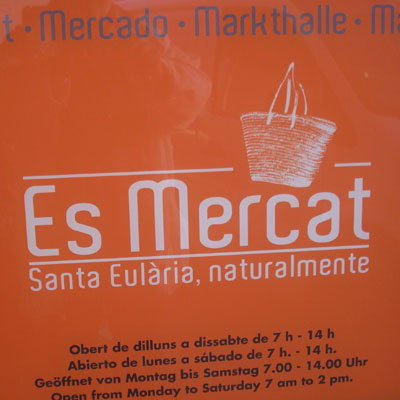 t · Mercado · Markthalle · Ma
Es Mercat
Santa Eulària, naturalmente
Obert de dilluns a dissabte de 7 h - 14 h
Abierto de lunes a sábado de 7 h. - 14 h.
Geöffnet von Montag bis Samstag 7.00 - 14.00 Uhr
Open from Monday to Saturday 7 am to 2 pm.